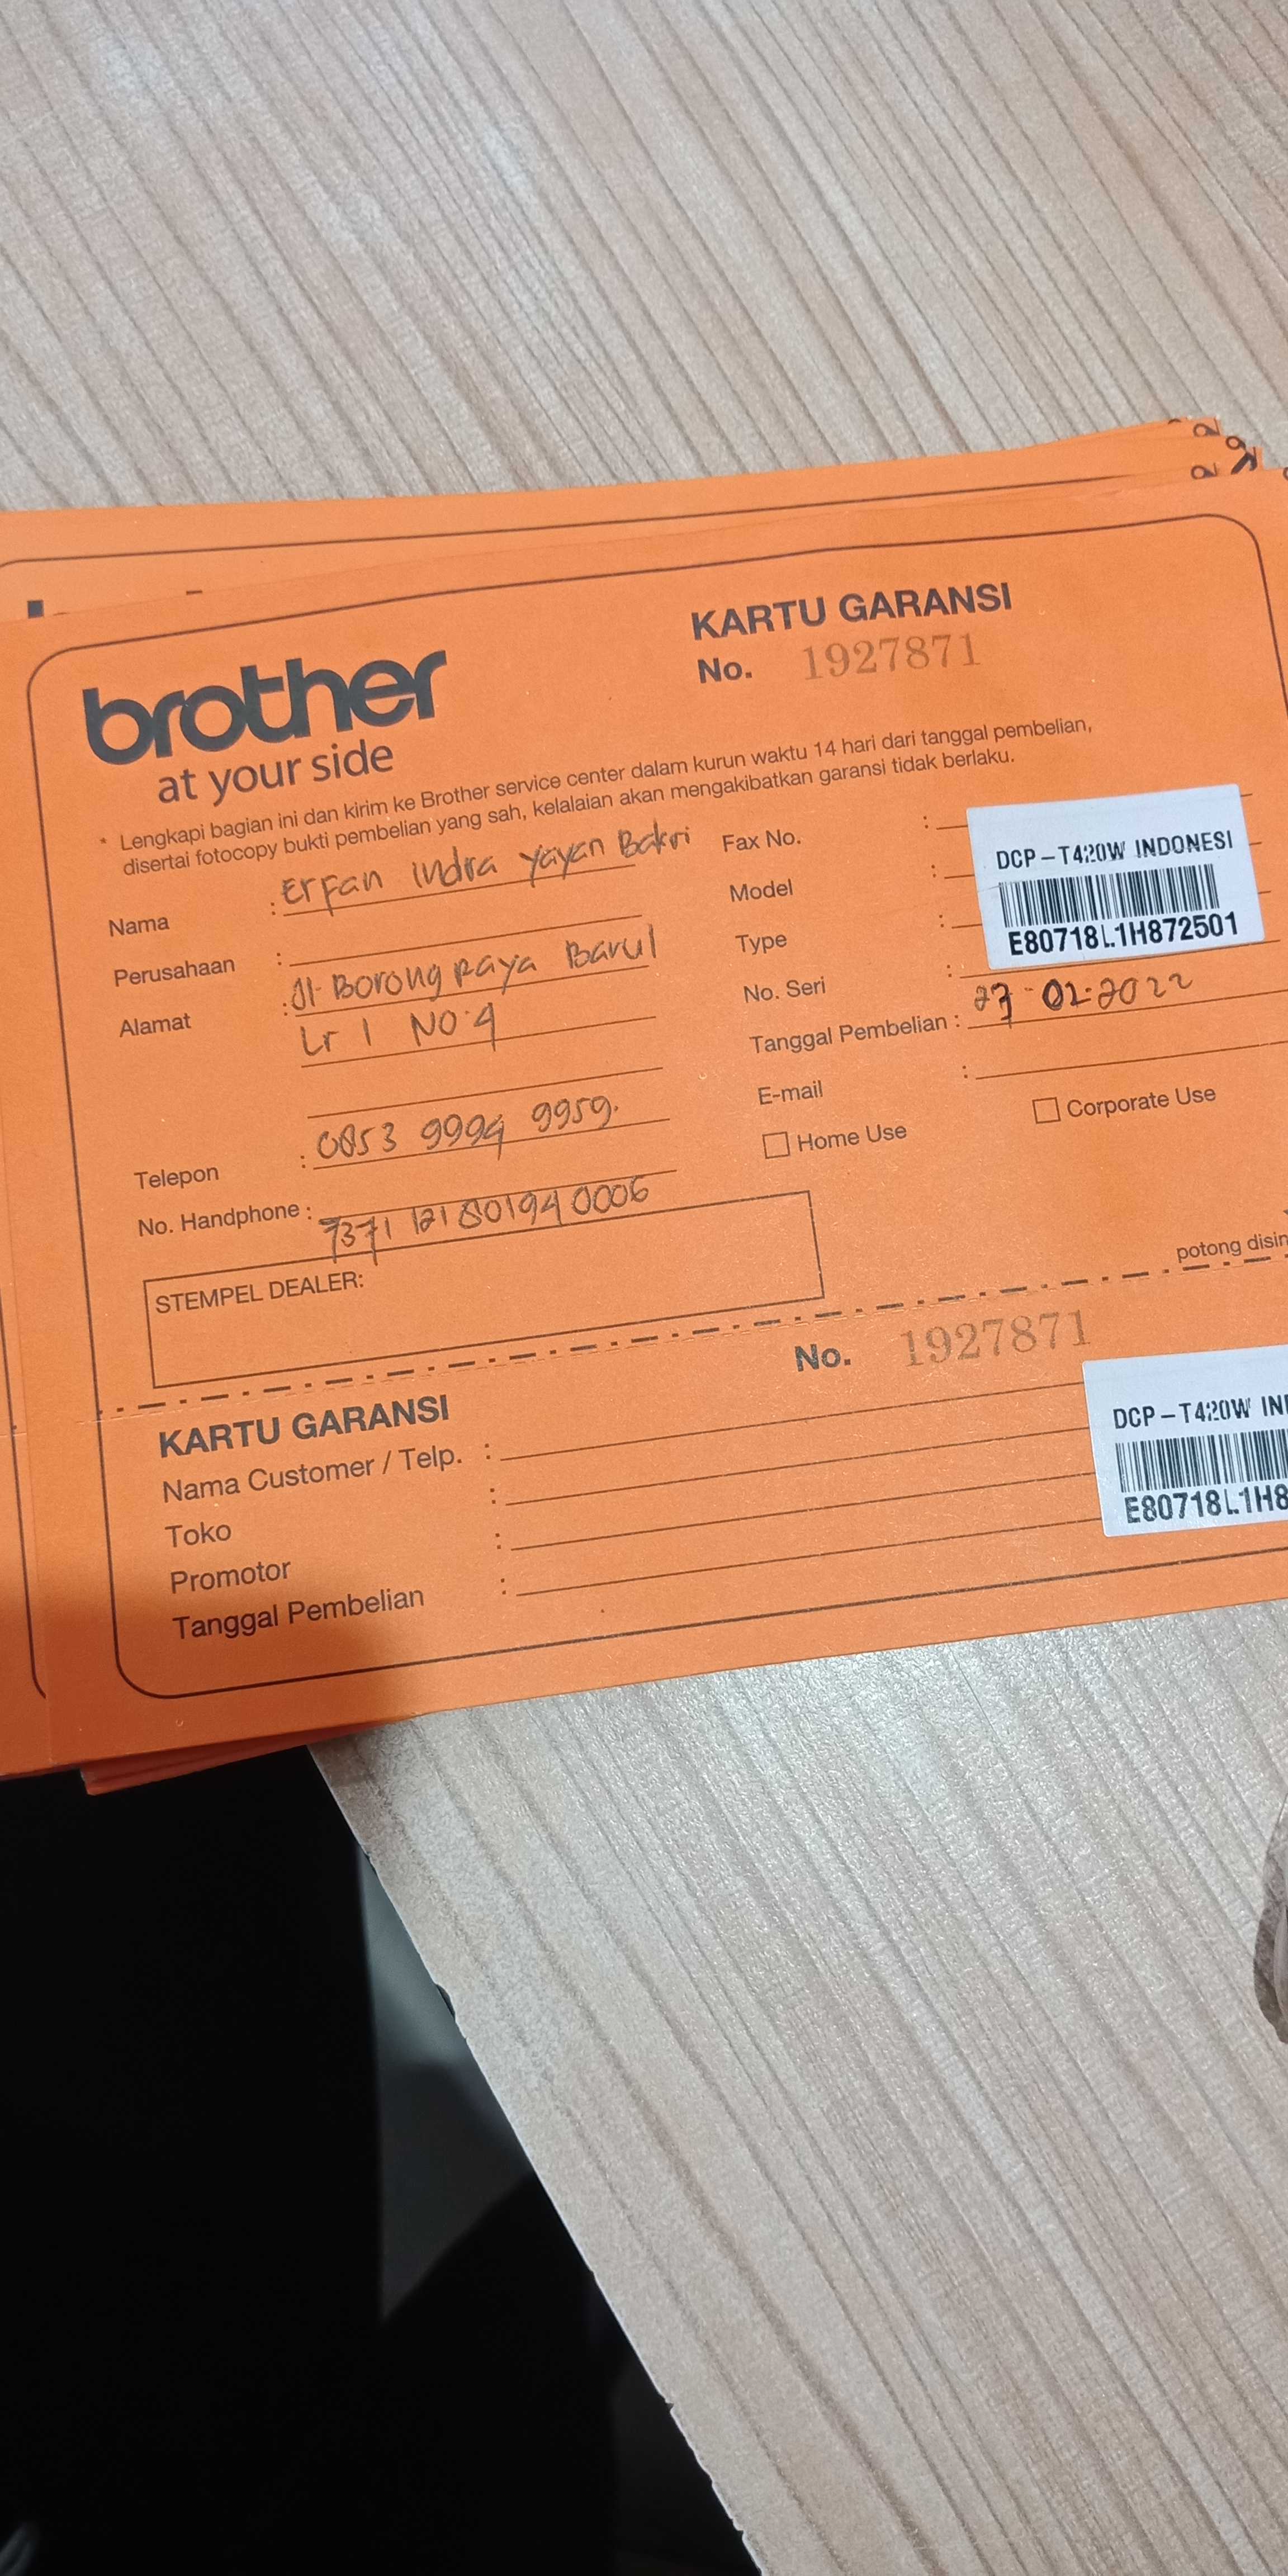 brother
at your side
KARTU GARANSI
No. 1927871
* Lengkapi bagian ini dan kirim ke Brother service center dalam kurun waktu 14 hari dari tanggal pembelian,
disertai fotocopy bukti pembelian yang sah, kelalaian akan mengakibatkan garansi tidak berlaku.
Nama : Erfan indra yayan Bakri
Perusahaan :
Alamat : Jl. Borong Raya Baru I
Lr 1 NO.4
Telepon : 0853 9994 9959.
No. Handphone : 7371 121801940006
Fax No. :
Model :
Type :
No. Seri :
DCP-T420W INDONESI
E80718L1H872501
Tanggal Pembelian : 27-02-2022
E-mail :
Home Use
Corporate Use
STEMPEL DEALER:
potong disin
KARTU GARANSI
No. 1927871
Nama Customer / Telp. :
Toko :
Promotor :
Tanggal Pembelian :
DCP-T420W IN
E80718L1H8